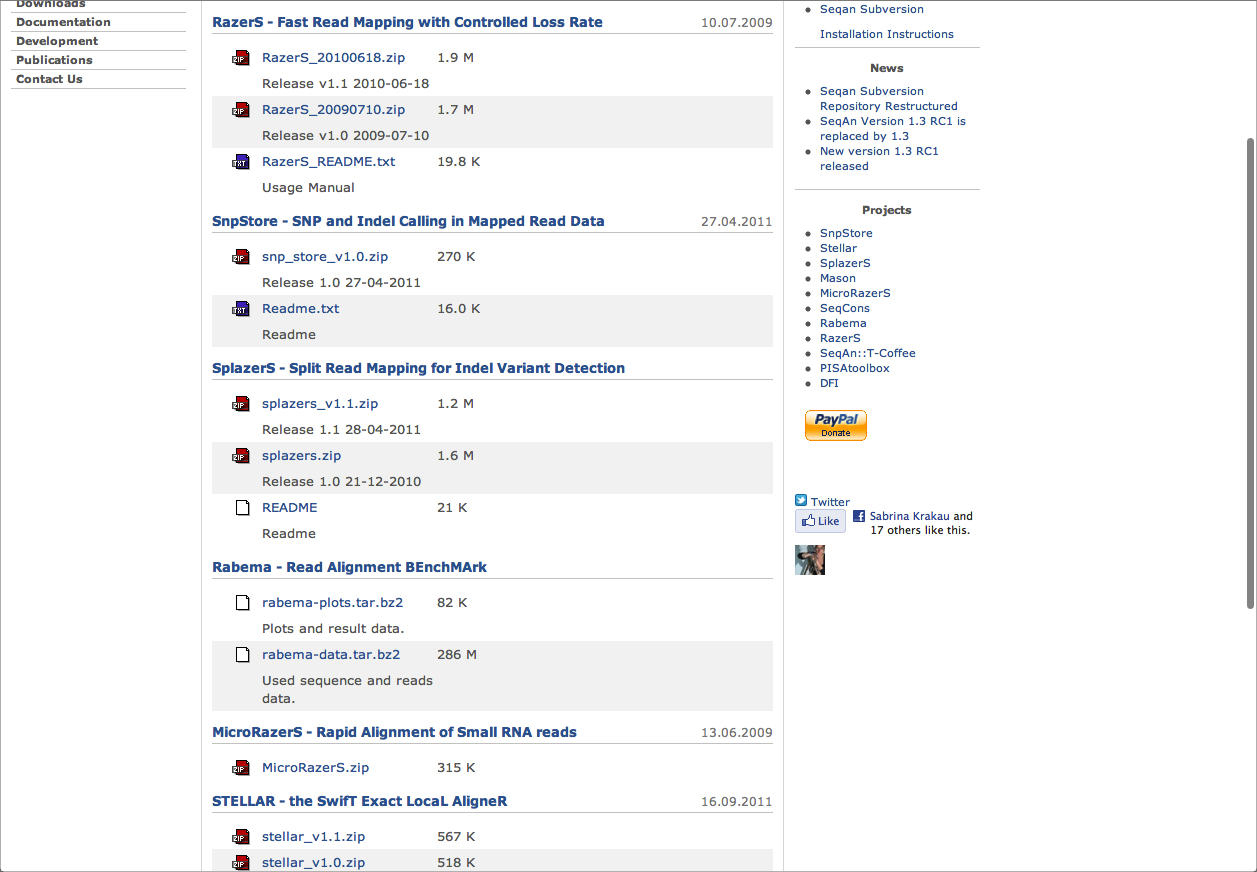 Downloads
Documentation
Development
Publications
Contact Us
RazerS - Fast Read Mapping with Controlled Loss Rate 10.07.2009
ZIP RazerS_20100618.zip 1.9 M
Release v1.1 2010-06-18
ZIP RazerS_20090710.zip 1.7 M
Release v1.0 2009-07-10
TXT RazerS_README.txt 19.8 K
Usage Manual
SnpStore - SNP and Indel Calling in Mapped Read Data 27.04.2011
ZIP snp_store_v1.0.zip 270 K
Release 1.0 27-04-2011
TXT Readme.txt 16.0 K
Readme
SplazerS - Split Read Mapping for Indel Variant Detection
ZIP splazers_v1.1.zip 1.2 M
Release 1.1 28-04-2011
ZIP splazers.zip 1.6 M
Release 1.0 21-12-2010
README 21 K
Readme
Rabema - Read Alignment BEnchMArk
rabema-plots.tar.bz2 82 K
Plots and result data.
rabema-data.tar.bz2 286 M
Used sequence and reads
data.
MicroRazerS - Rapid Alignment of Small RNA reads 13.06.2009
ZIP MicroRazerS.zip 315 K
STELLAR - the SwifT Exact LocaL AligneR 16.09.2011
ZIP stellar_v1.1.zip 567 K
ZIP stellar_v1.0.zip 518 K
Seqan Subversion
Installation Instructions
News
Seqan Subversion
Repository Restructured
SeqAn Version 1.3 RC1 is
replaced by 1.3
New version 1.3 RC1
released
Projects
SnpStore
Stellar
SplazerS
Mason
MicroRazerS
SeqCons
Rabema
RazerS
SeqAn::T-Coffee
PISAtoolbox
DFI
PayPal
Donate
Twitter
Like Sabrina Krakau and
17 others like this.